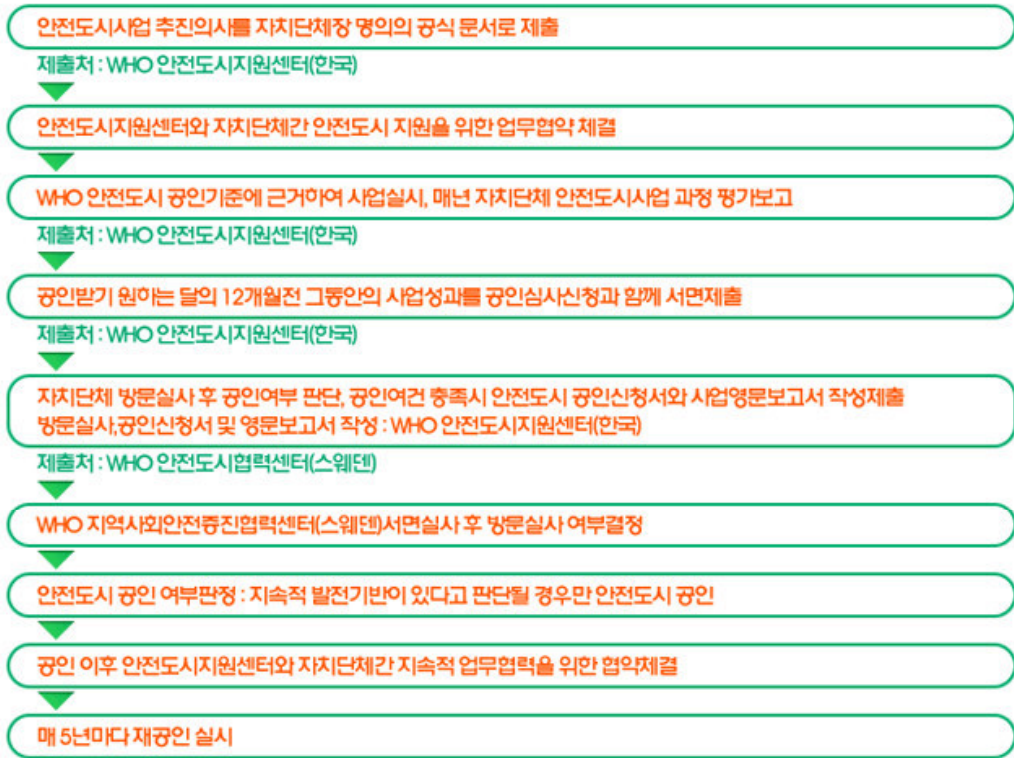 안전도시사업 추진의사를 자치단체장 명의의 공식 문서로 제출
제출처 : WHO 안전도시지원센터(한국)
안전도시지원센터와 자치단체간 안전도시 지원을 위한 업무협약 체결
WHO 안전도시 공인기준에 근거하여 사업실시, 매년 자치단체 안전도시사업 과정 평가보고
제출처 : WHO 안전도시지원센터(한국)
공인받기 원하는 달의 12개월전 그동안의 사업성과를 공인심사신청과 함께 서면제출
제출처 : WHO 안전도시지원센터(한국)
자치단체 방문실사 후 공인여부 판단, 공인여건 충족시 안전도시 공인신청서와 사업영문보고서 작성제출
방문실사,공인신청서 및 영문보고서 작성 : WHO 안전도시지원센터(한국)
제출처 : WHO 안전도시협력센터(스웨덴)
WHO 지역사회안전증진협력센터(스웨덴)서면실사 후 방문실사 여부결정
안전도시 공인 여부판정 : 지속적 발전기반이 있다고 판단될 경우만 안전도시 공인
공인 이후 안전도시지원센터와 자치단체간 지속적 업무협력을 위한 협약체결
매 5년마다 재공인 실시